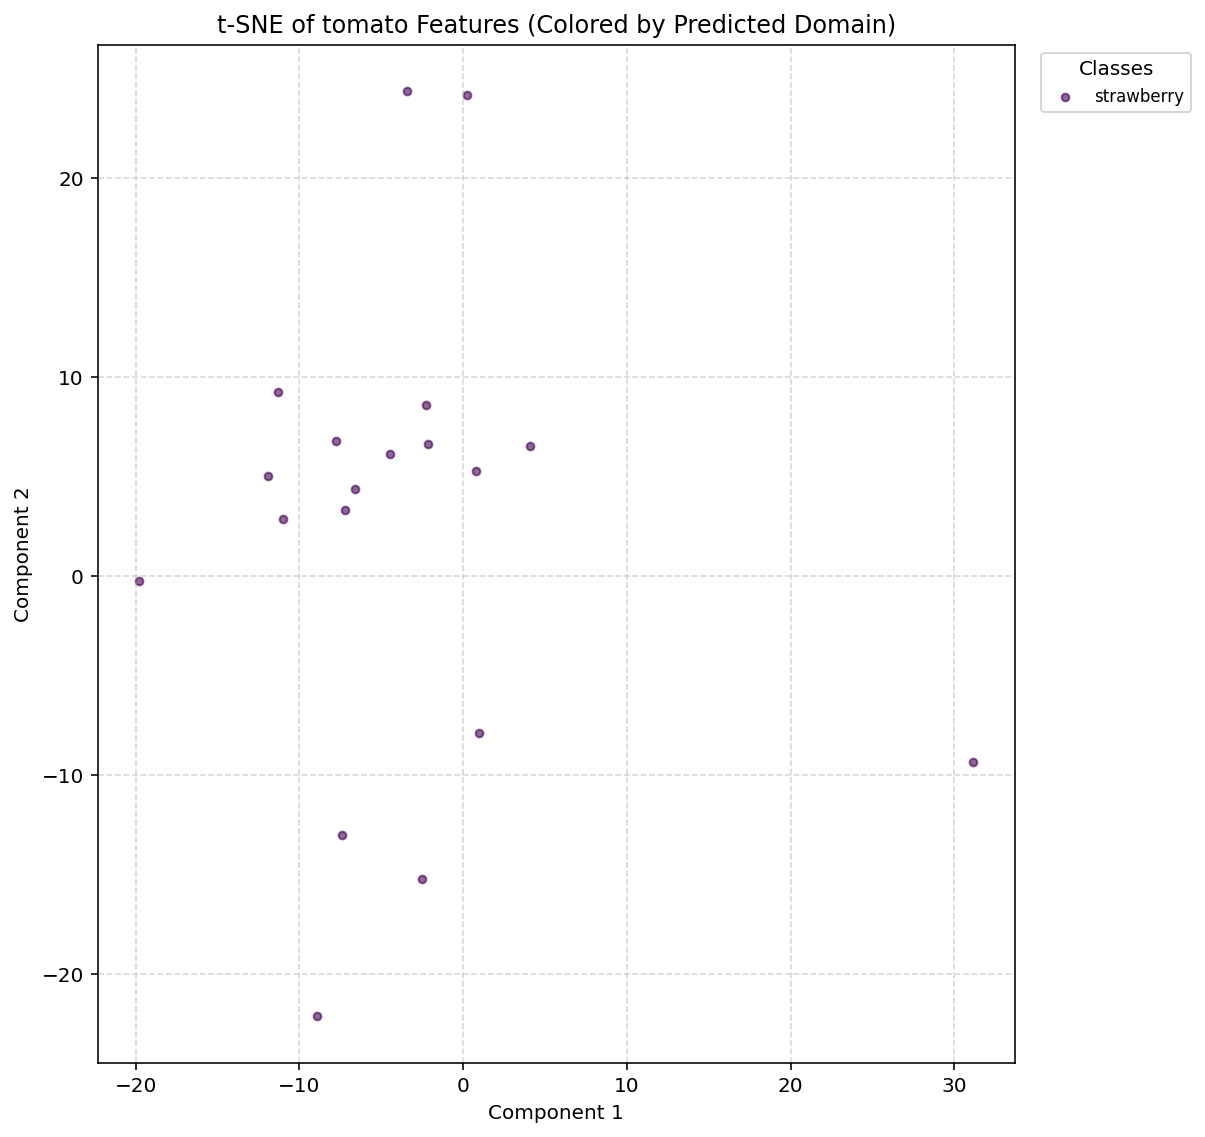 t-SNE of tomato Features (Colored by Predicted Domain)
Classes
strawberry
20
10
0
−10
−20
Component 2
−20
−10
0
10
20
30
Component 1